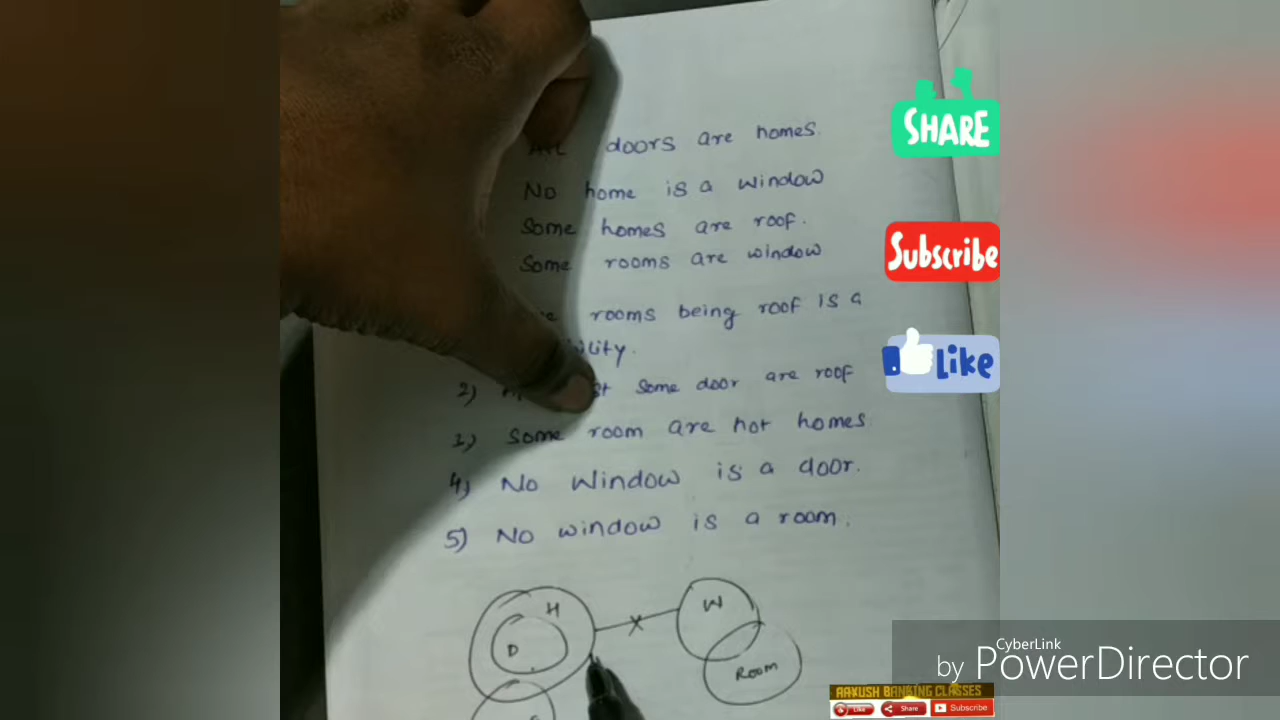 doors are homes.
No home is a window
Some homes are roof.
Some rooms are window
rooms being roof is a
2) some door are roof
3) some room are not homes
4) No window is a door.
5) No window is a room.
H
D
W
Room
SHARE
Subscribe
Like
CyberLink
by PowerDirector
AAKUSH BANKING CLASSES
Like Share Subscribe